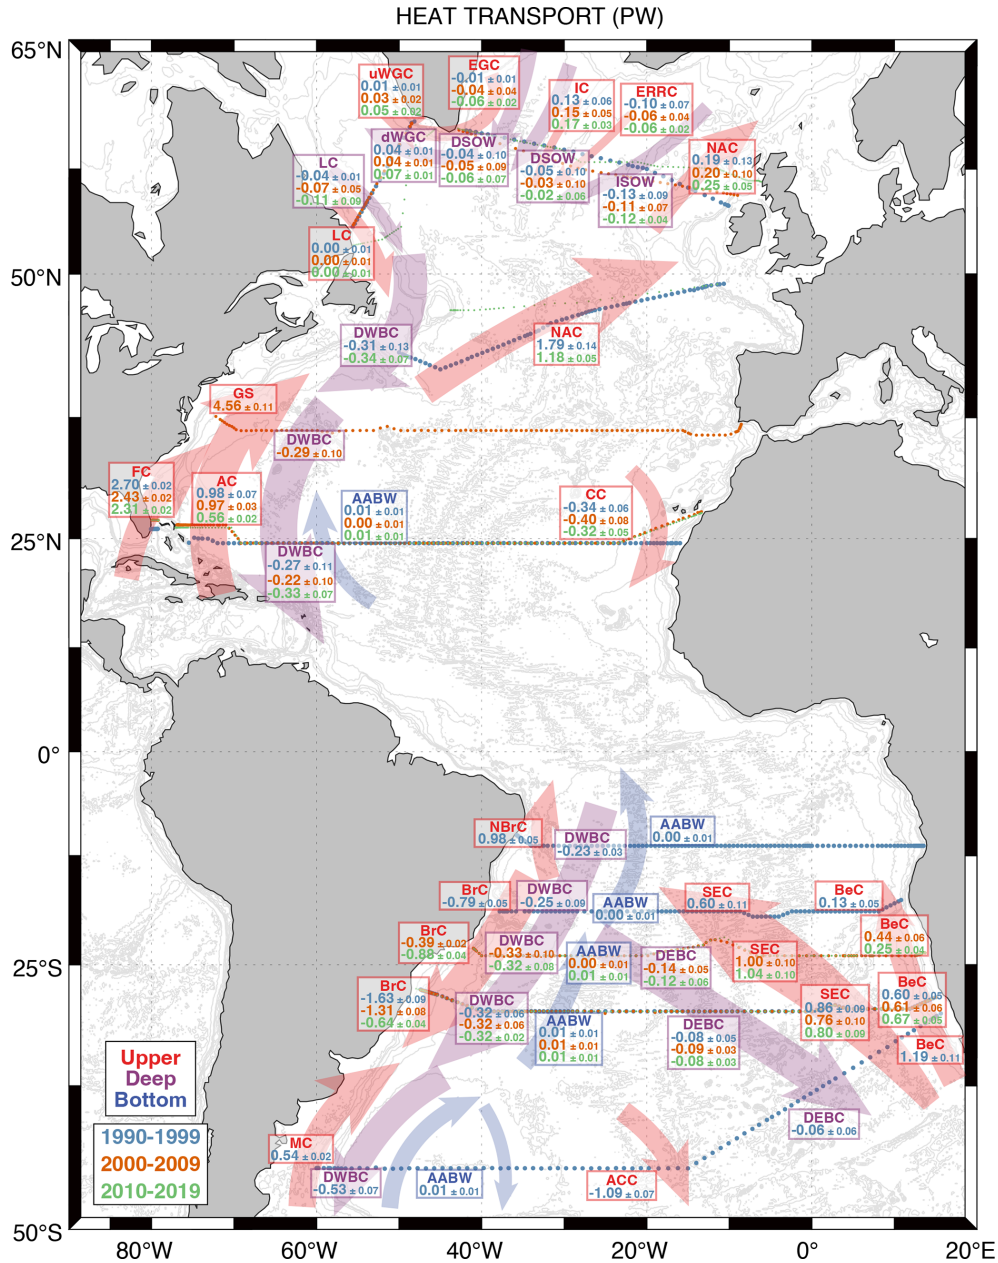 HEAT TRANSPORT (PW)
65°N
50°N
25°N
0°
25°S
50°S
uWGC
0.01 ± 0.01
0.03 ± 0.02
0.05 ± 0.02
EGC
-0.01 ± 0.01
-0.04 ± 0.04
-0.06 ± 0.02
IC
0.13 ± 0.06
0.15 ± 0.05
0.17 ± 0.03
ERRC
-0.10 ± 0.07
-0.06 ± 0.04
-0.06 ± 0.02
LC
-0.04 ± 0.01
-0.07 ± 0.05
-0.11 ± 0.09
dWGC
0.04 ± 0.01
0.04 ± 0.01
0.07 ± 0.01
DSOW
-0.04 ± 0.10
-0.05 ± 0.09
-0.06 ± 0.07
DSOW
-0.05 ± 0.10
-0.03 ± 0.10
-0.02 ± 0.06
ISOW
-0.13 ± 0.09
-0.11 ± 0.07
-0.12 ± 0.04
NAC
0.19 ± 0.13
0.20 ± 0.10
0.25 ± 0.05
LC
0.00 ± 0.01
0.00 ± 0.01
0.00 ± 0.01
DWBC
-0.31 ± 0.13
-0.34 ± 0.07
NAC
1.79 ± 0.14
1.18 ± 0.05
GS
4.56 ± 0.11
DWBC
-0.29 ± 0.10
FC
2.70 ± 0.02
2.43 ± 0.02
2.31 ± 0.02
AC
0.98 ± 0.07
0.97 ± 0.03
0.56 ± 0.02
AABW
0.01 ± 0.01
0.00 ± 0.01
0.01 ± 0.01
CC
-0.34 ± 0.06
-0.40 ± 0.08
-0.32 ± 0.05
DWBC
-0.27 ± 0.11
-0.22 ± 0.10
-0.33 ± 0.07
NBrC
0.98 ± 0.05
DWBC
-0.23 ± 0.03
AABW
0.00 ± 0.01
BrC
-0.79 ± 0.05
DWBC
-0.25 ± 0.09
AABW
0.00 ± 0.01
SEC
0.60 ± 0.11
BeC
0.13 ± 0.05
BrC
-0.39 ± 0.02
-0.88 ± 0.04
DWBC
-0.33 ± 0.10
-0.32 ± 0.08
AABW
0.00 ± 0.01
0.01 ± 0.01
DEBC
-0.14 ± 0.05
-0.12 ± 0.06
SEC
1.00 ± 0.10
1.04 ± 0.10
BeC
0.44 ± 0.06
0.25 ± 0.04
BrC
-1.63 ± 0.09
-1.31 ± 0.08
-0.64 ± 0.04
DWBC
-0.32 ± 0.06
-0.32 ± 0.06
-0.32 ± 0.02
AABW
0.01 ± 0.01
0.01 ± 0.01
0.01 ± 0.01
DEBC
-0.08 ± 0.05
-0.09 ± 0.03
-0.08 ± 0.03
SEC
0.86 ± 0.09
0.76 ± 0.10
0.80 ± 0.09
BeC
0.60 ± 0.05
0.61 ± 0.06
0.67 ± 0.05
BeC
1.19 ± 0.11
DEBC
-0.06 ± 0.06
MC
0.54 ± 0.02
DWBC
-0.53 ± 0.07
AABW
0.01 ± 0.01
ACC
-1.09 ± 0.07
Upper
Deep
Bottom
1990-1999
2000-2009
2010-2019
80°W
60°W
40°W
20°W
0°
20°E